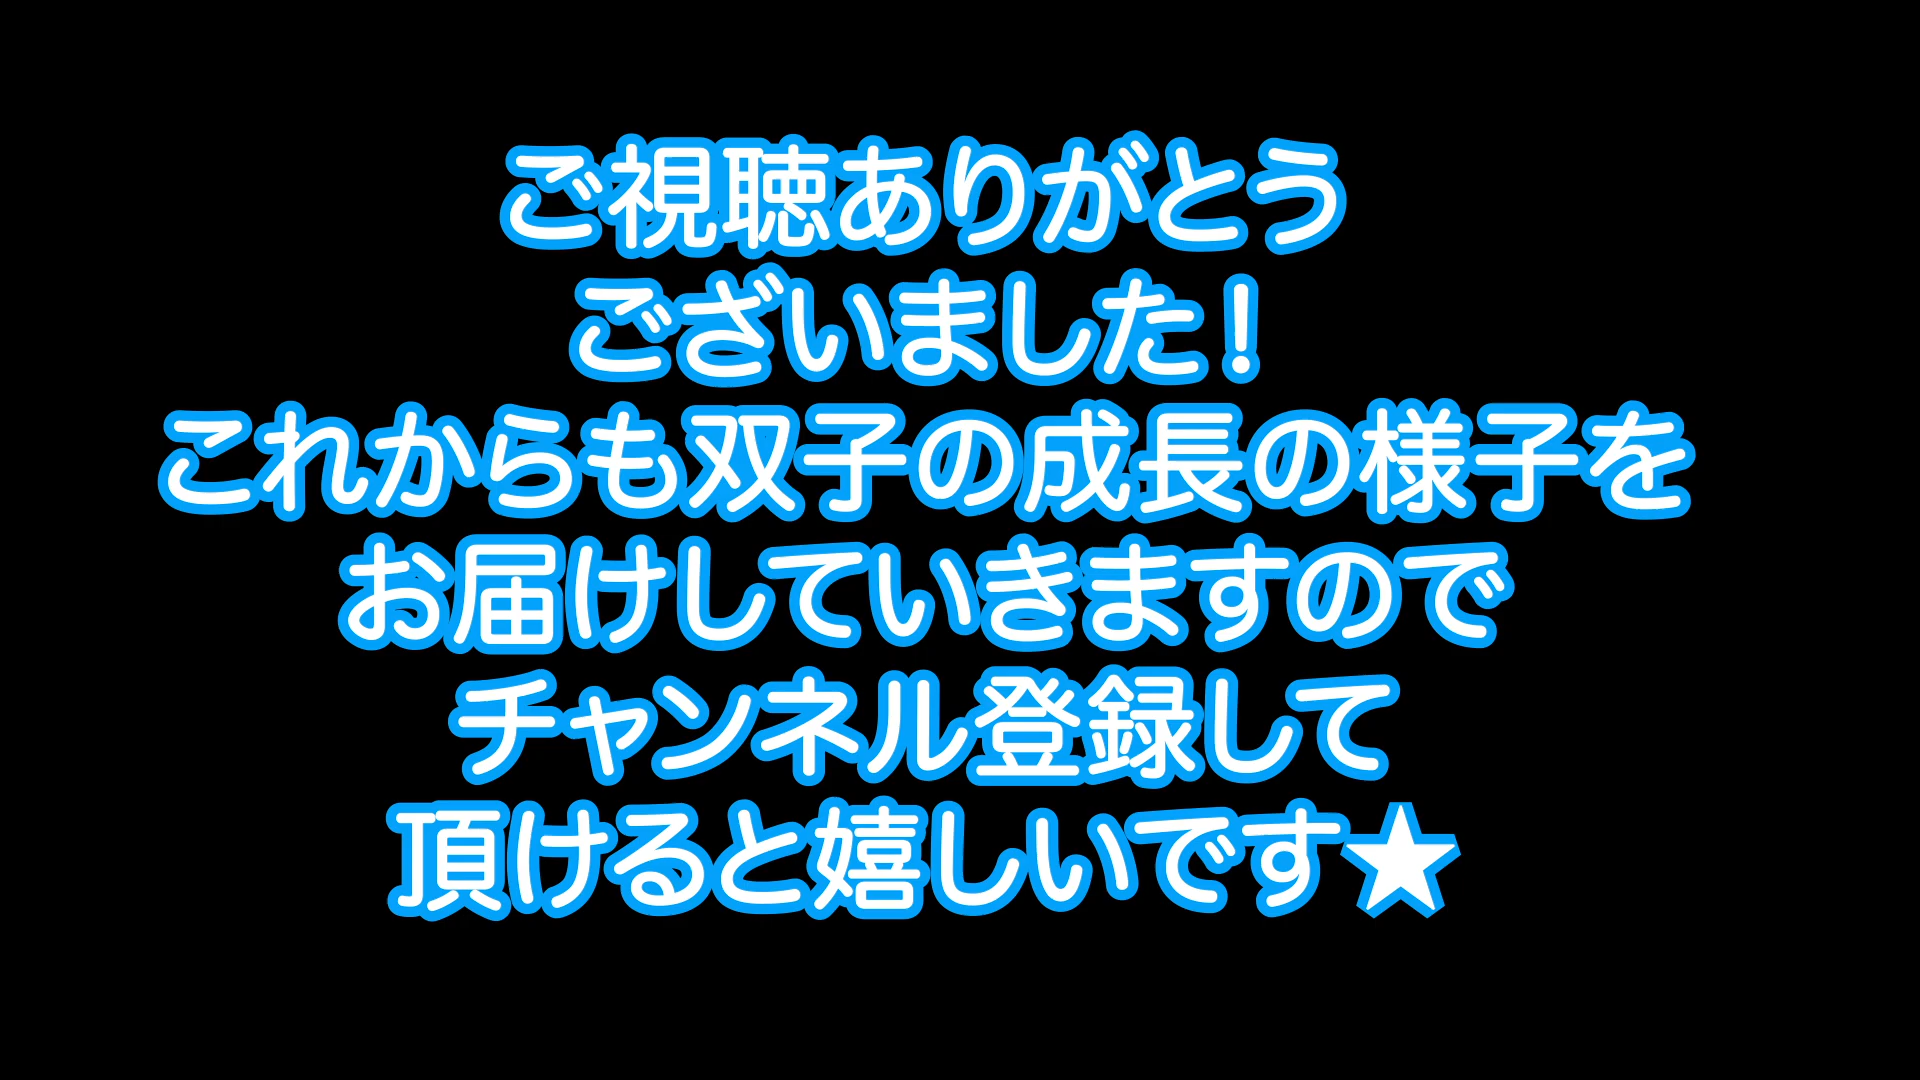 ご視聴ありがとう
ございました！
これからも双子の成長の様子を
お届けしていきますので
チャンネル登録して
頂けると嬉しいです★